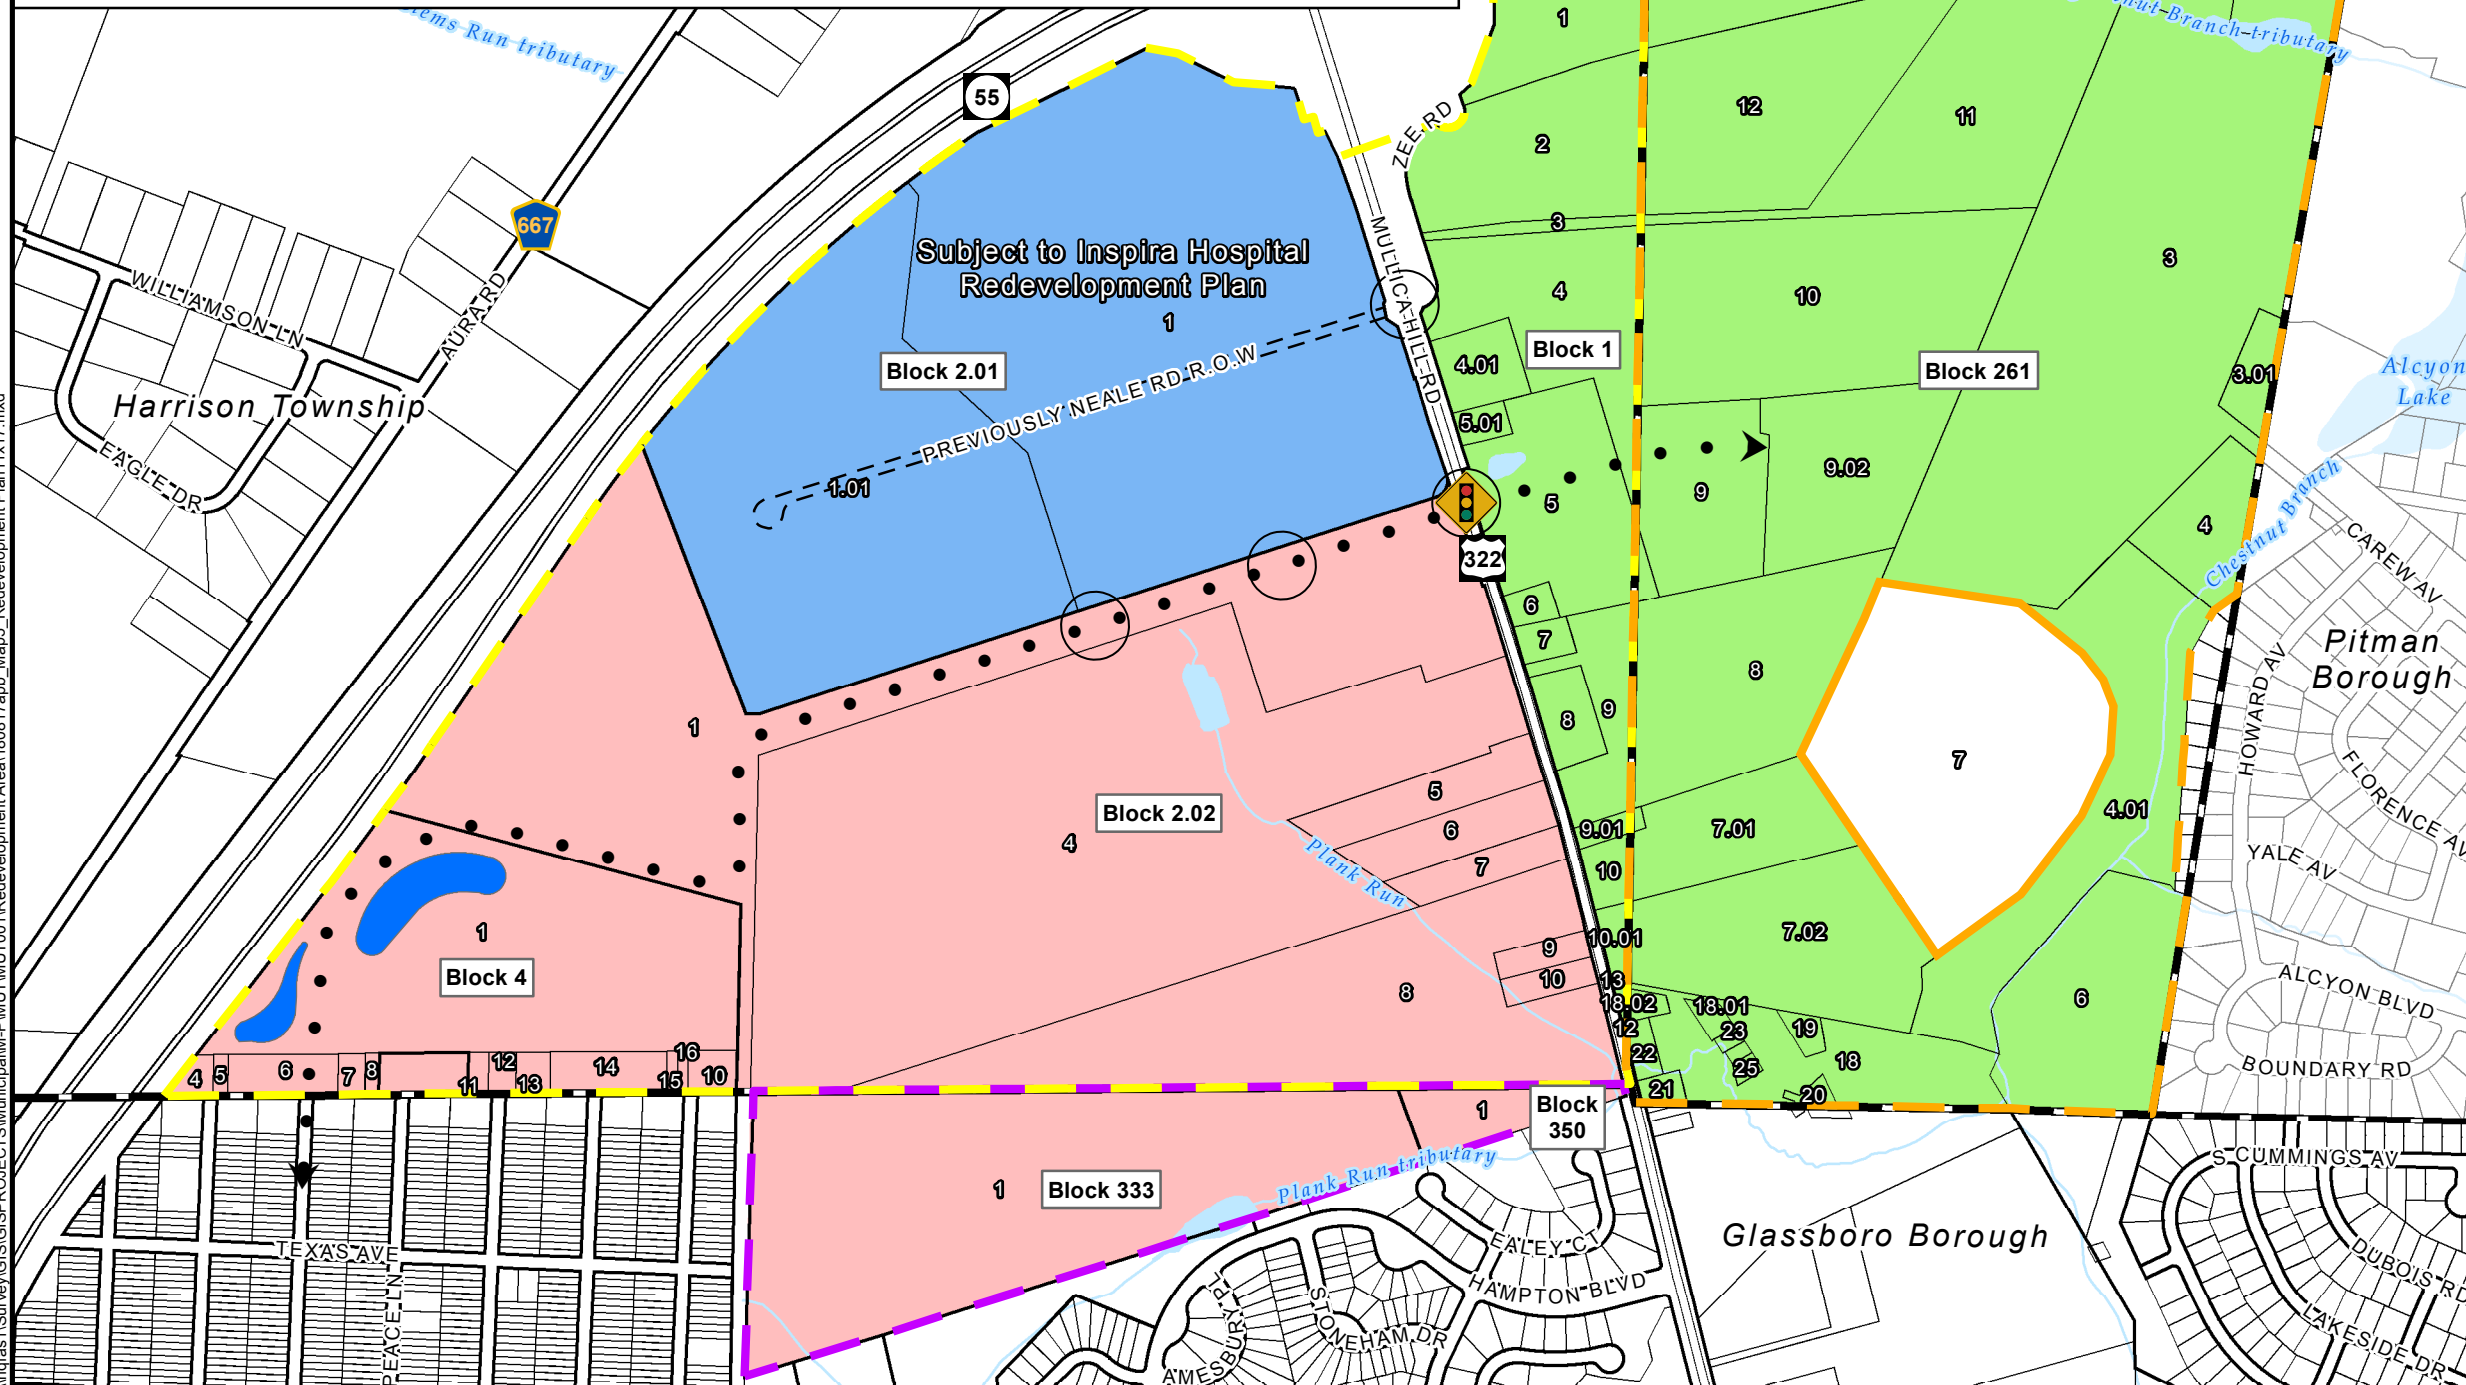 ems Run tributary
nut Branch tributary
55
667
ZEE RD
MULLICA HILL RD
WILLIAMSON LN
AURA RD
EAGLE DR
Harrison Township
Subject to Inspira Hospital
Redevelopment Plan
1
Block 2.01
PREVIOUSLY NEALE RD R.O.W
1.01
1
2
3
4
4.01
Block 1
5.01
5
6
7
8
9
9.01
10
10.01
13
18.02
12
22
21
12
11
3
10
Block 261
3.01
9
9.02
4
8
7
7.01
7.02
4.01
6
18.01
23
19
25
18
20
Alcyon
Lake
Chestnut Branch
CAREW AV
Pitman
Borough
HOWARD AV
FLORENCE AV
YALE AV
ALCYON BLVD
BOUNDARY RD
322
1
Block 2.02
4
5
6
7
Plank Run
9
10
8
1
Block 4
4
5
6
7
8
11
12
13
14
15
16
10
1
Block
350
1
Block 333
Plank Run tributary
TEXAS AVE
PEACE LN
EALEY CT
HAMPTON BLVD
STONEHAM DR
AMESBURY PL
Glassboro Borough
S CUMMINGS AV
DUBOIS RD
LAKESIDE DR